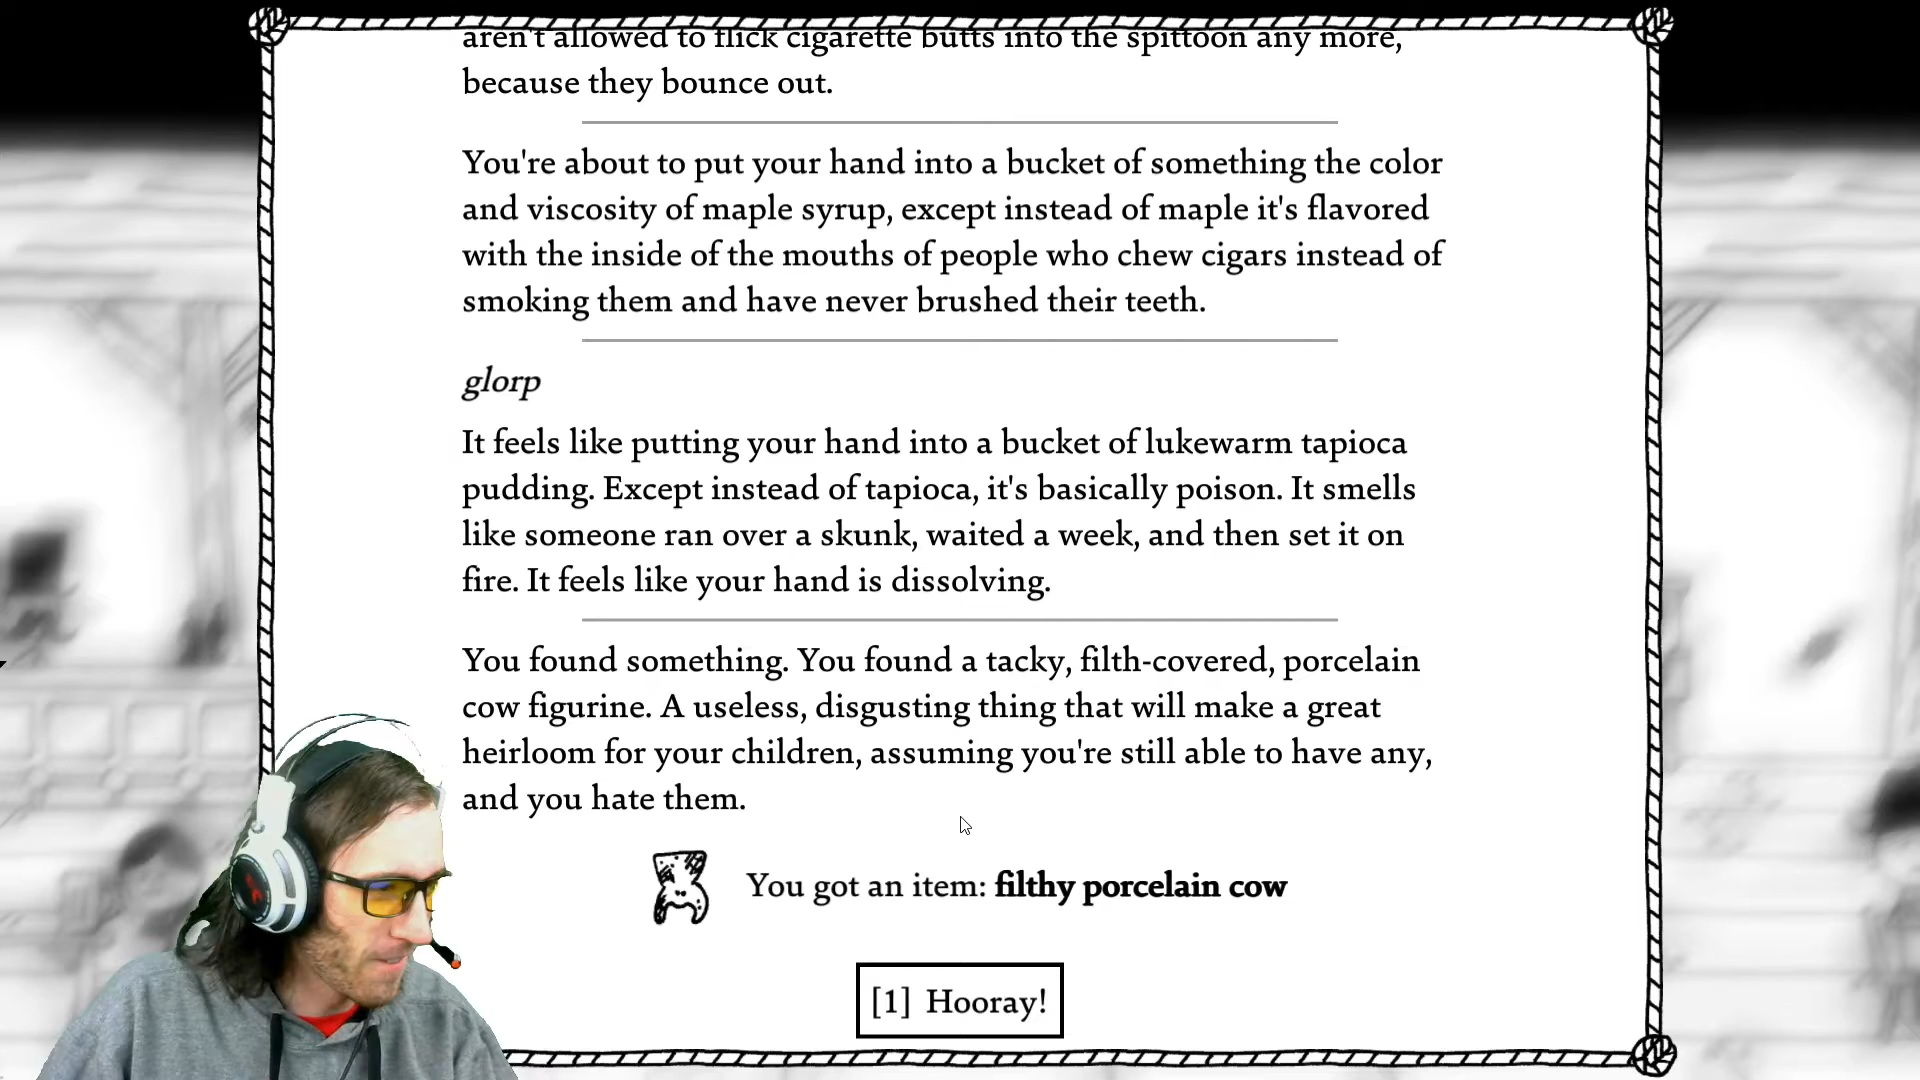 aren't allowed to flick cigarette butts into the spittoon any more,
because they bounce out.
You're about to put your hand into a bucket of something the color
and viscosity of maple syrup, except instead of maple it's flavored
with the inside of the mouths of people who chew cigars instead of
smoking them and have never brushed their teeth.
glorp
It feels like putting your hand into a bucket of lukewarm tapioca
pudding. Except instead of tapioca, it's basically poison. It smells
like someone ran over a skunk, waited a week, and then set it on
fire. It feels like your hand is dissolving.
You found something. You found a tacky, filth-covered, porcelain
cow figurine. A useless, disgusting thing that will make a great
heirloom for your children, assuming you're still able to have any,
and you hate them.
You got an item: filthy porcelain cow
[1] Hooray!